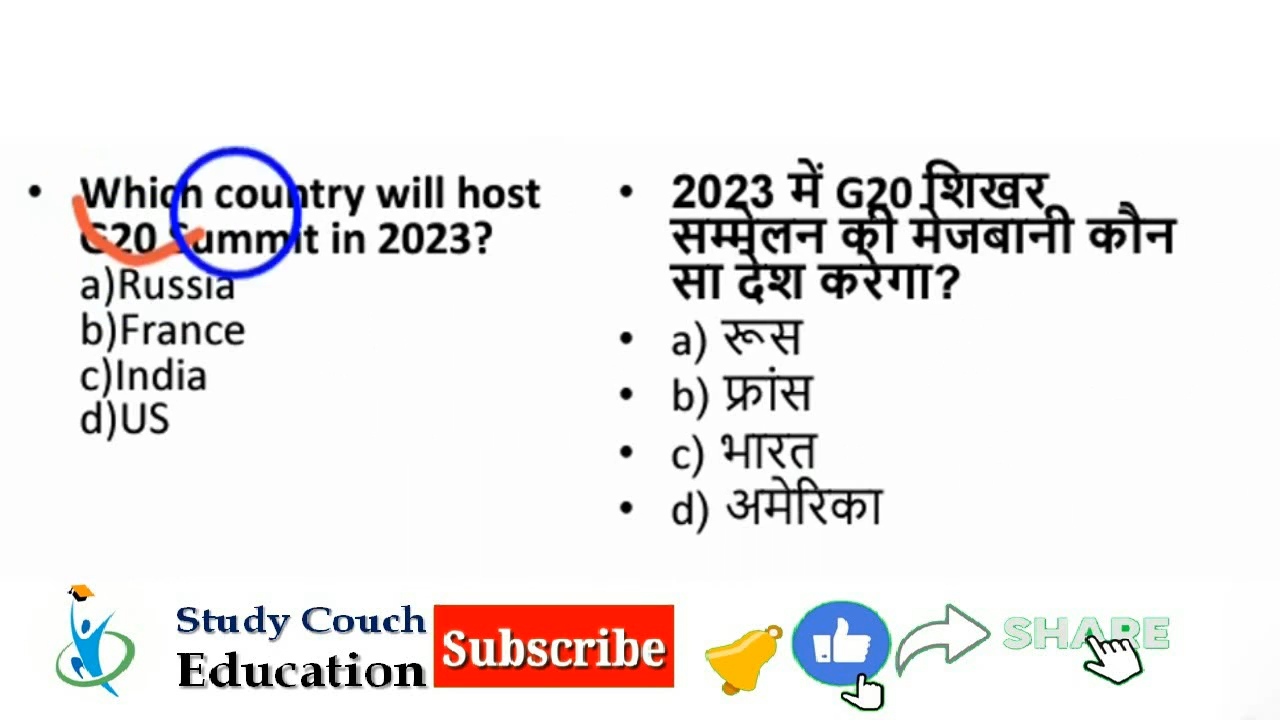 • Which country will host
G20 Summit in 2023?
a)Russia
b)France
c)India
d)US
• 2023 में G20 शिखर
सम्मेलन की मेजबानी कौन
सा देश करेगा?
• a) रूस
• b) फ्रांस
• c) भारत
• d) अमेरिका
Study Couch
Education
Subscribe
SHARE